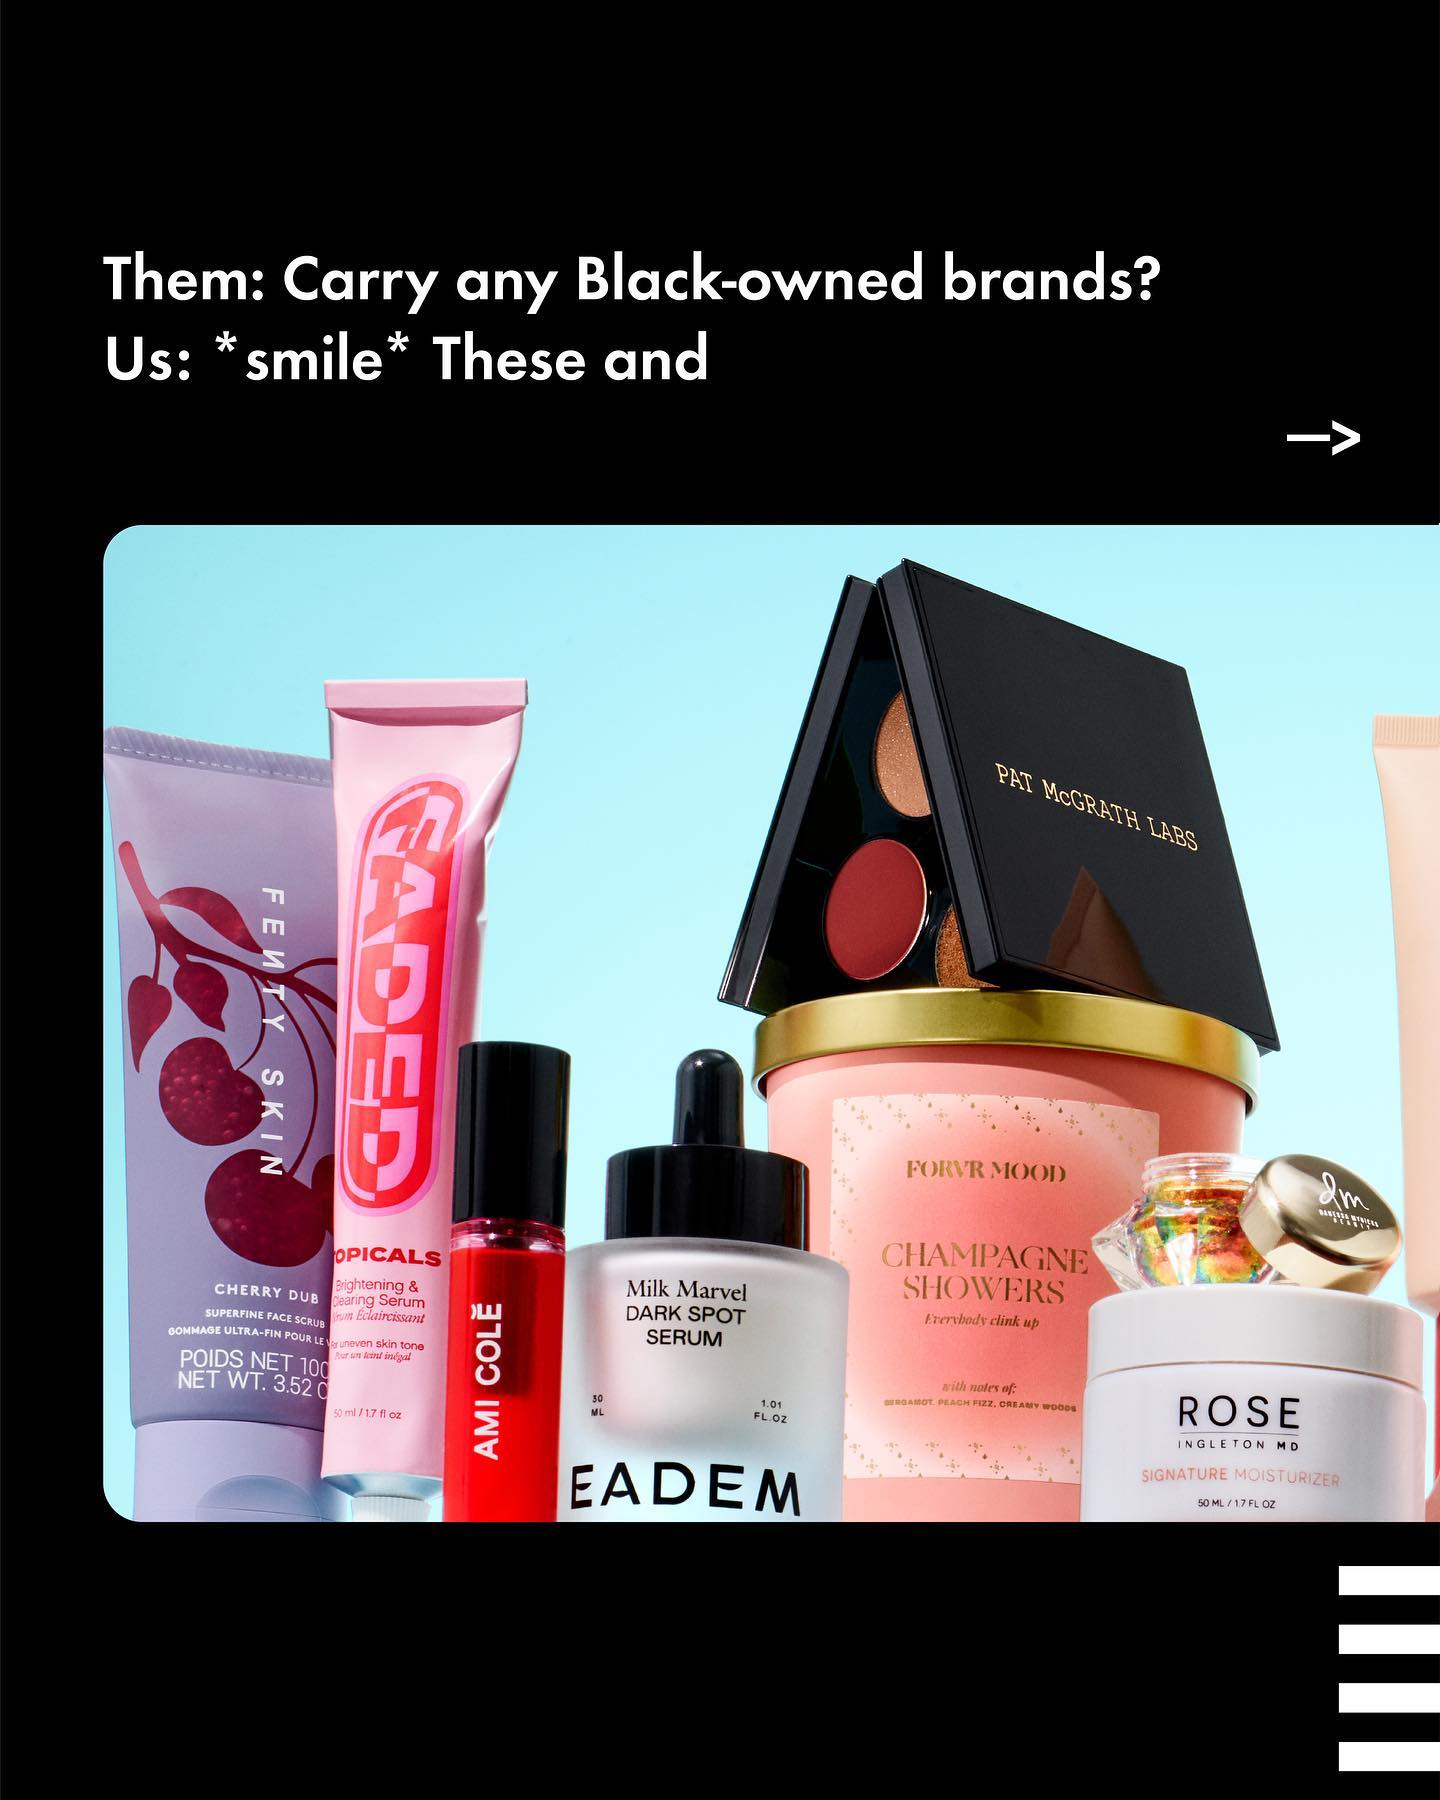 Them: Carry any Black-owned brands?
Us: *smile* These and
—>
PAT McGRATH LABS
FENTY SKIN
CHERRY DUB
SUPERFINE FACE SCRUB
GOMMAGE ULTRA-FIN POUR LE
POIDS NET 100
NET WT. 3.52
FADED
TOPICALS
Brightening &
Clearing Serum
Sérum Éclaircissant
For uneven skin tone
Pour un teint inégal
50 ml / 1.7 fl oz
AMI COLĒ
Milk Marvel
DARK SPOT
SERUM
30
ML
1.01
FL.OZ
EADEM
FORVR MOOD
CHAMPAGNE
SHOWERS
Everybody clink up
with notes of:
BERGAMOT, PEACH FIZZ, CREAMY WOODS
dm
DANESSA MYRICKS
BEAUTY
ROSE
INGLETON MD
SIGNATURE MOISTURIZER
50 ML / 1.7 FL OZ